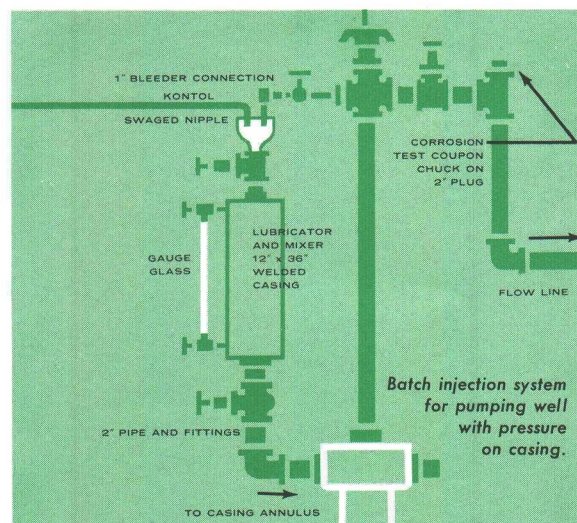 1" BLEEDER CONNECTION
KONTOL
SWAGED NIPPLE
CORROSION
TEST COUPON
CHUCK ON
2" PLUG
LUBRICATOR
AND MIXER
12" x 36"
WELDED
CASING
GAUGE
GLASS
FLOW LINE
Batch injection system
for pumping well
with pressure
on casing.
2" PIPE AND FITTINGS
TO CASING ANNULUS